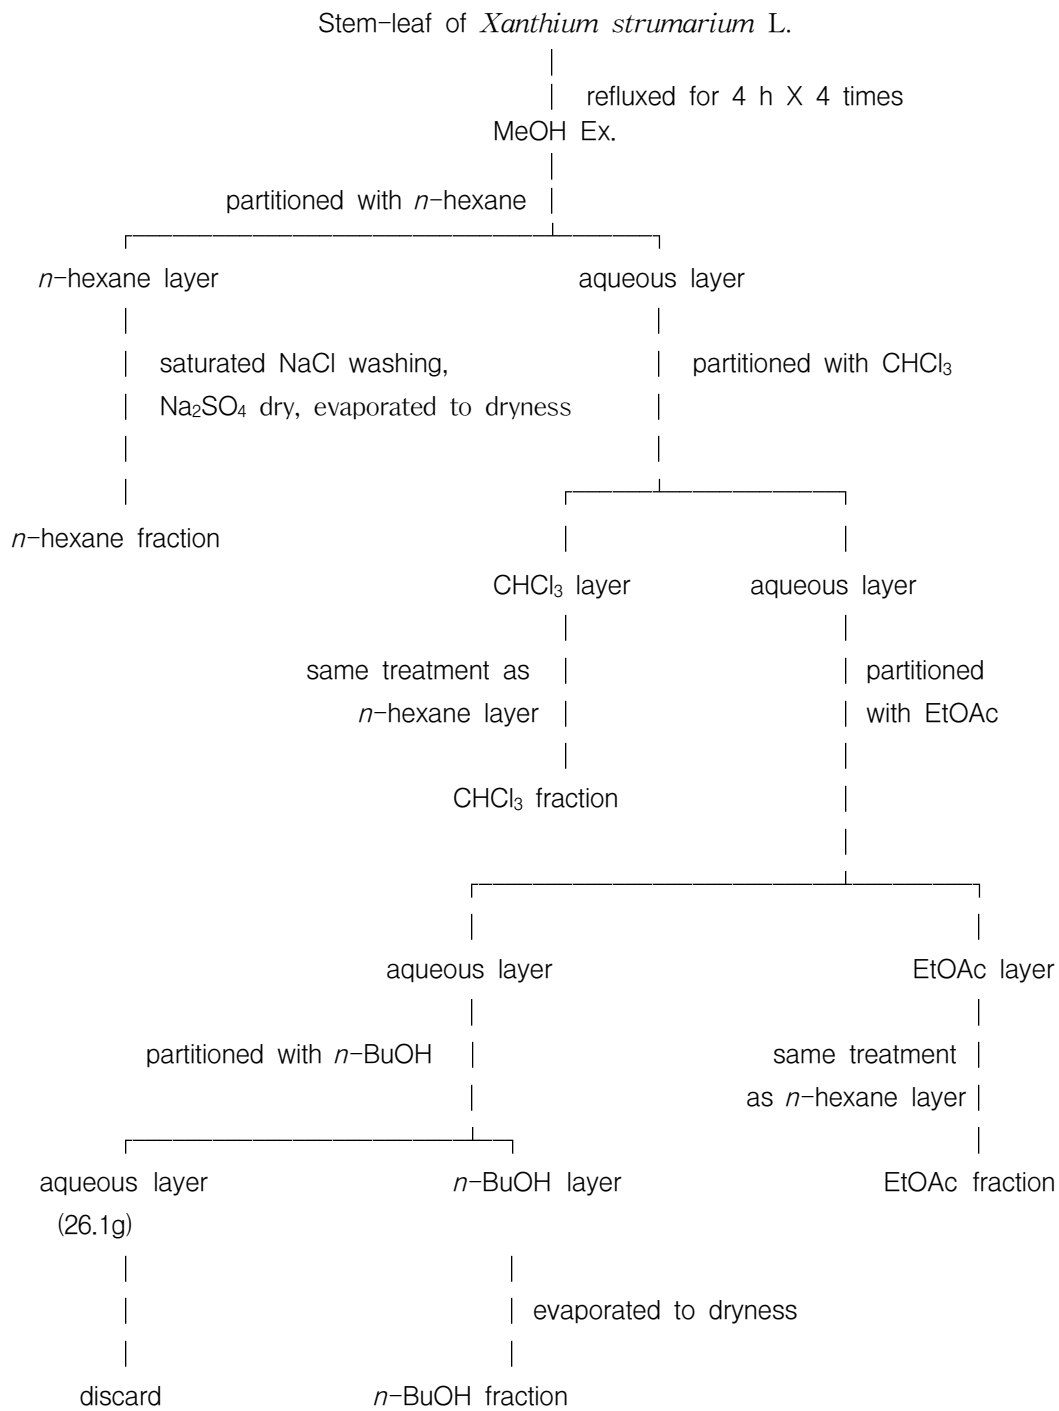 Stem-leaf of Xanthium strumarium L.
refluxed for 4 h X 4 times
MeOH Ex.
partitioned with n-hexane
n-hexane layer
aqueous layer
saturated NaCl washing,
Na₂SO₄ dry, evaporated to dryness
partitioned with CHCl₃
n-hexane fraction
CHCl₃ layer
aqueous layer
same treatment as
n-hexane layer
partitioned
with EtOAc
CHCl₃ fraction
aqueous layer
EtOAc layer
partitioned with n-BuOH
same treatment
as n-hexane layer
aqueous layer
(26.1g)
n-BuOH layer
EtOAc fraction
evaporated to dryness
discard
n-BuOH fraction